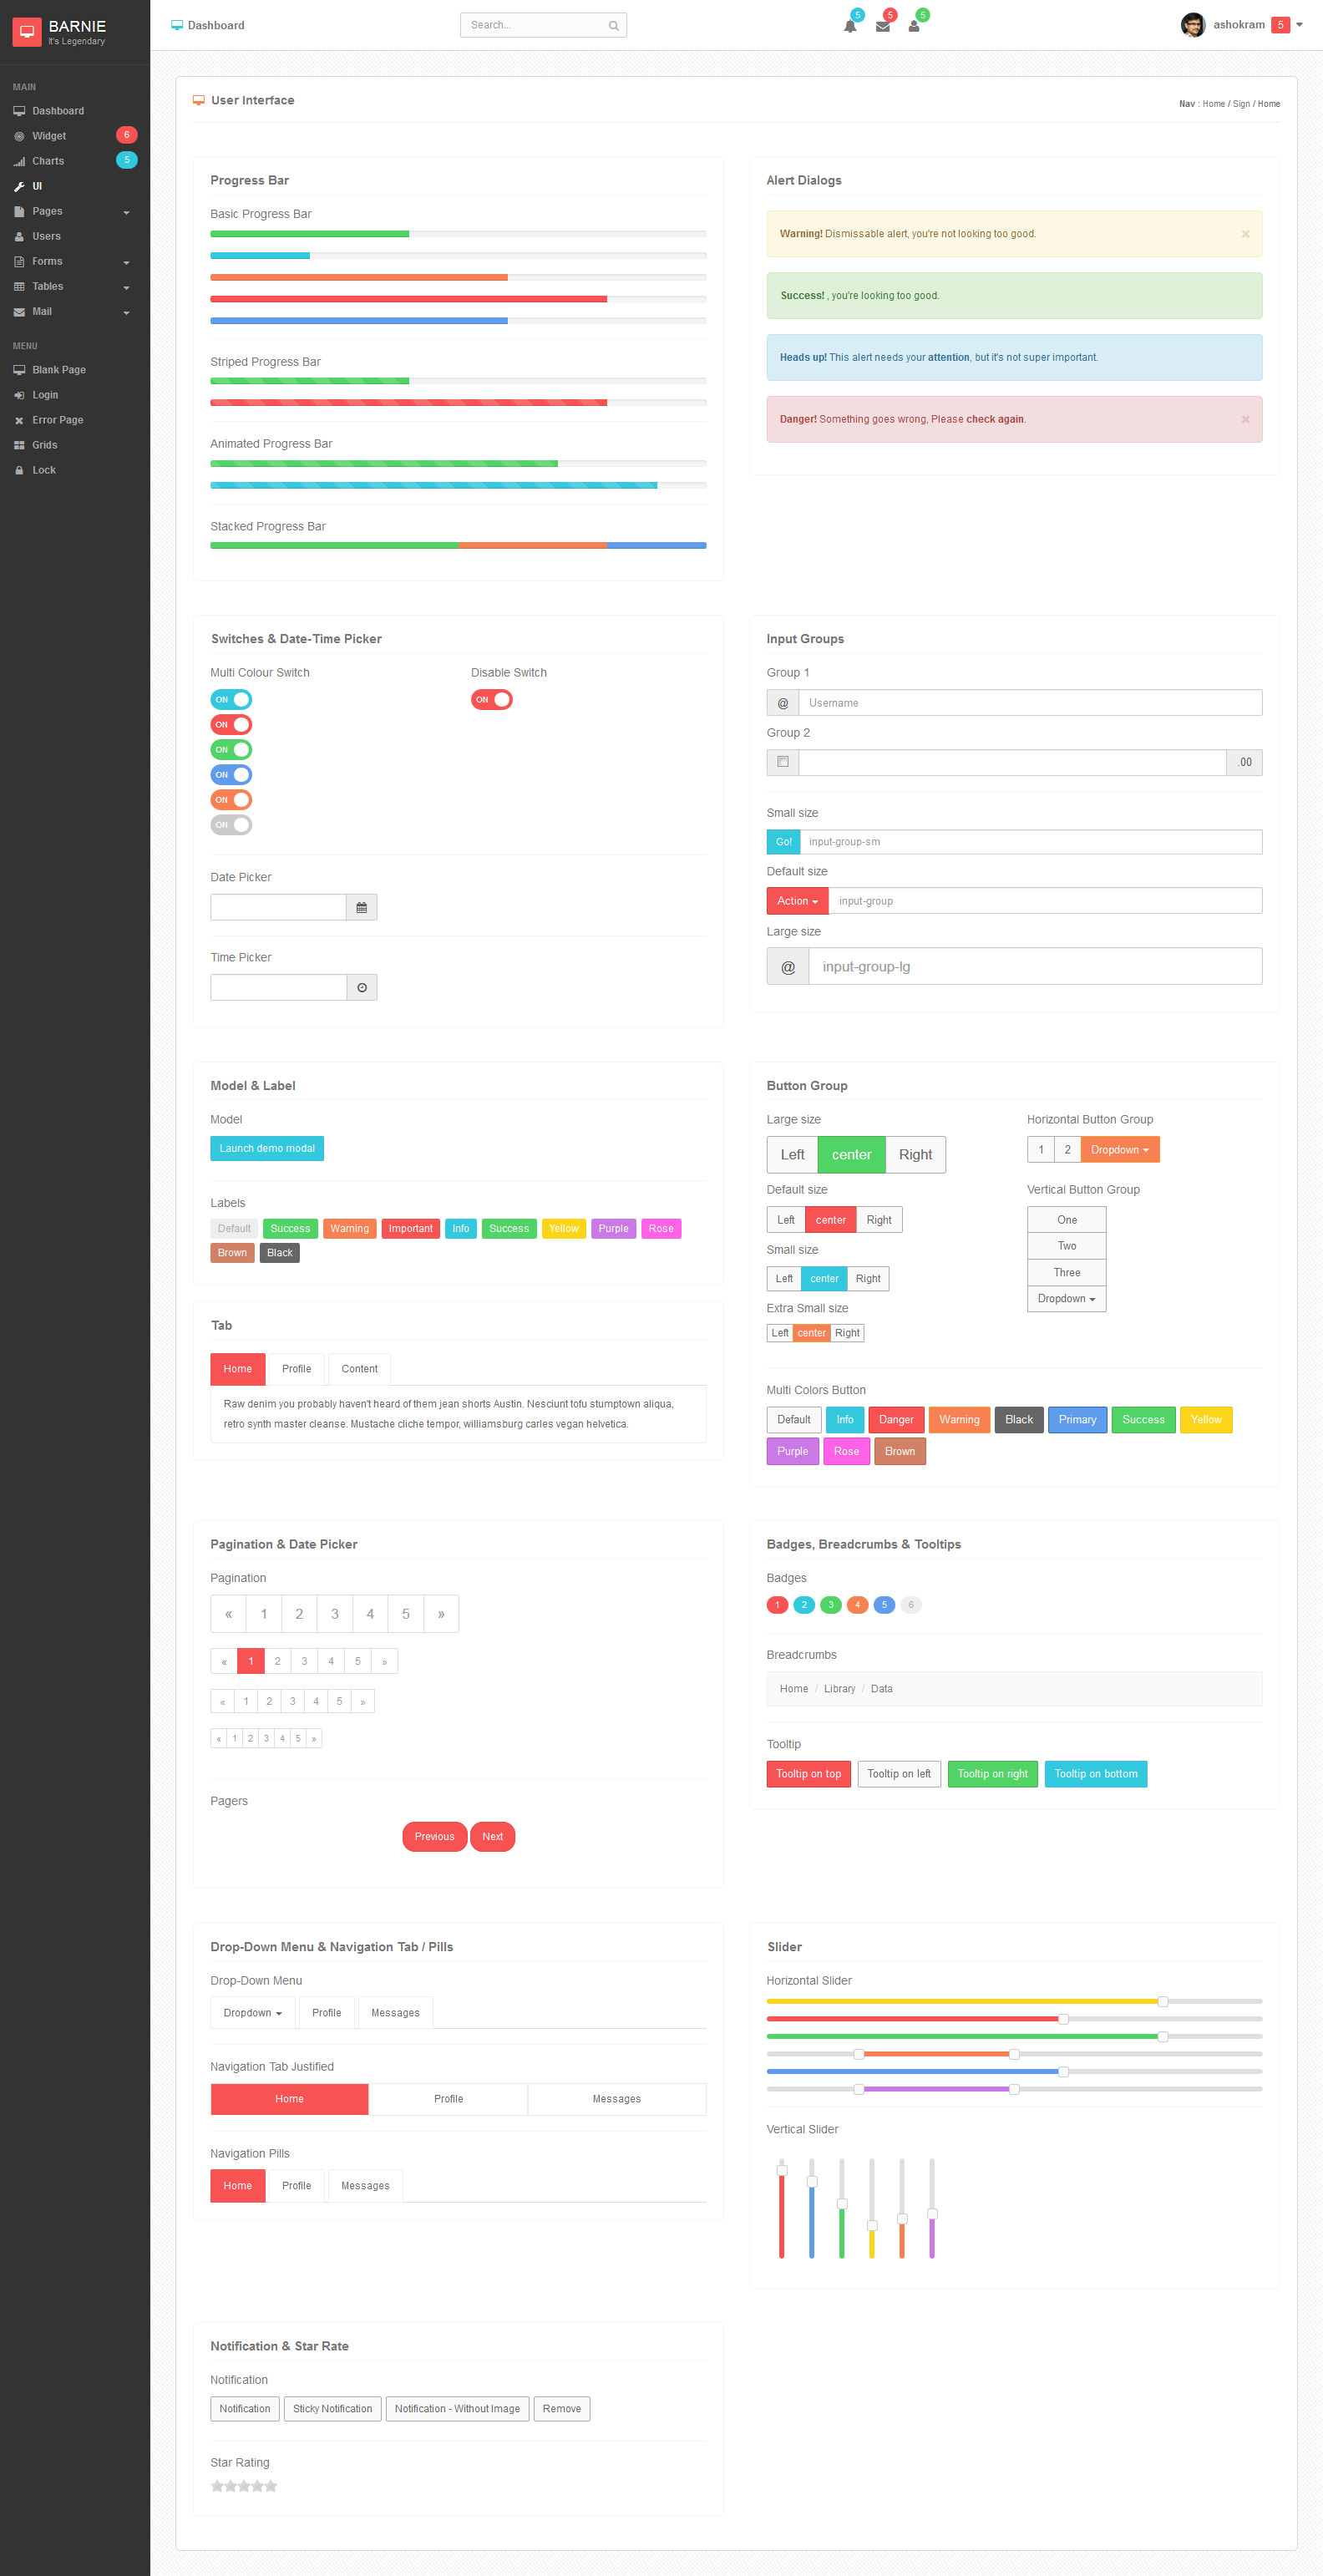 BARNIE
It's Legendary
Dashboard
Search...
5
5
5
ashokram 5
MAIN
Dashboard
Widget 6
Charts 5
UI
Pages
Users
Forms
Tables
Mail
MENU
Blank Page
Login
Error Page
Grids
Lock
User Interface
Nav : Home / Sign / Home
Progress Bar
Basic Progress Bar
Striped Progress Bar
Animated Progress Bar
Stacked Progress Bar
Alert Dialogs
Warning! Dismissable alert, you're not looking too good. ×
Success! , you're looking too good.
Heads up! This alert needs your attention, but it's not super important.
Danger! Something goes wrong, Please check again. ×
Switches & Date-Time Picker
Multi Colour Switch
ON
ON
ON
ON
ON
ON
Disable Switch
ON
Date Picker
Time Picker
Input Groups
Group 1
@ Username
Group 2
.00
Small size
Go! input-group-sm
Default size
Action input-group
Large size
@ input-group-lg
Model & Label
Model
Launch demo modal
Labels
Default Success Warning Important Info Success Yellow Purple Rose
Brown Black
Tab
Home Profile Content
Raw denim you probably haven't heard of them jean shorts Austin. Nesciunt tofu stumptown aliqua,
retro synth master cleanse. Mustache cliche tempor, williamsburg carles vegan helvetica.
Button Group
Large size
Left center Right
Default size
Left center Right
Small size
Left center Right
Extra Small size
Left center Right
Horizontal Button Group
1 2 Dropdown
Vertical Button Group
One
Two
Three
Dropdown
Multi Colors Button
Default Info Danger Warning Black Primary Success Yellow
Purple Rose Brown
Pagination & Date Picker
Pagination
« 1 2 3 4 5 »
« 1 2 3 4 5 »
« 1 2 3 4 5 »
« 1 2 3 4 5 »
Pagers
Previous Next
Badges, Breadcrumbs & Tooltips
Badges
1 2 3 4 5 6
Breadcrumbs
Home / Library / Data
Tooltip
Tooltip on top Tooltip on left Tooltip on right Tooltip on bottom
Drop-Down Menu & Navigation Tab / Pills
Drop-Down Menu
Dropdown Profile Messages
Navigation Tab Justified
Home Profile Messages
Navigation Pills
Home Profile Messages
Slider
Horizontal Slider
Vertical Slider
Notification & Star Rate
Notification
Notification Sticky Notification Notification - Without Image Remove
Star Rating